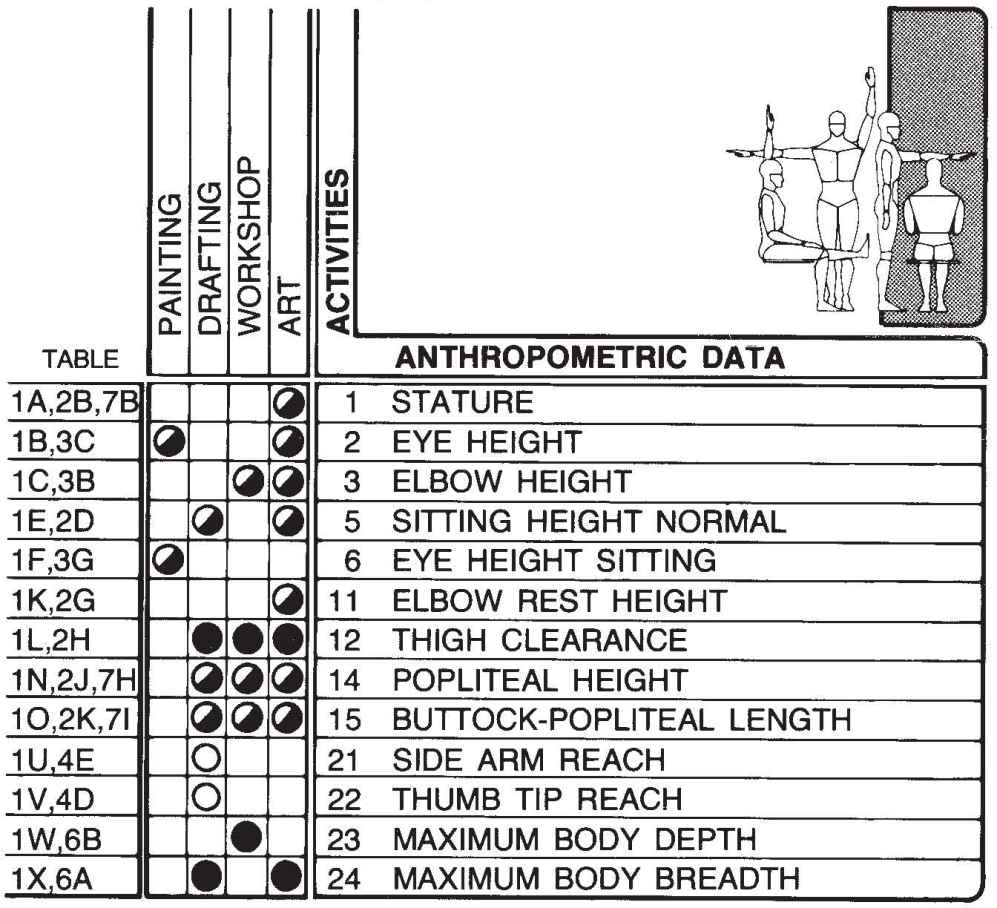 PAINTING
DRAFTING
WORKSHOP
ART
ACTIVITIES
TABLE ANTHROPOMETRIC DATA
1A,2B,7B 1 STATURE
1B,3C 2 EYE HEIGHT
1C,3B 3 ELBOW HEIGHT
1E,2D 5 SITTING HEIGHT NORMAL
1F,3G 6 EYE HEIGHT SITTING
1K,2G 11 ELBOW REST HEIGHT
1L,2H 12 THIGH CLEARANCE
1N,2J,7H 14 POPLITEAL HEIGHT
1O,2K,7I 15 BUTTOCK-POPLITEAL LENGTH
1U,4E 21 SIDE ARM REACH
1V,4D 22 THUMB TIP REACH
1W,6B 23 MAXIMUM BODY DEPTH
1X,6A 24 MAXIMUM BODY BREADTH